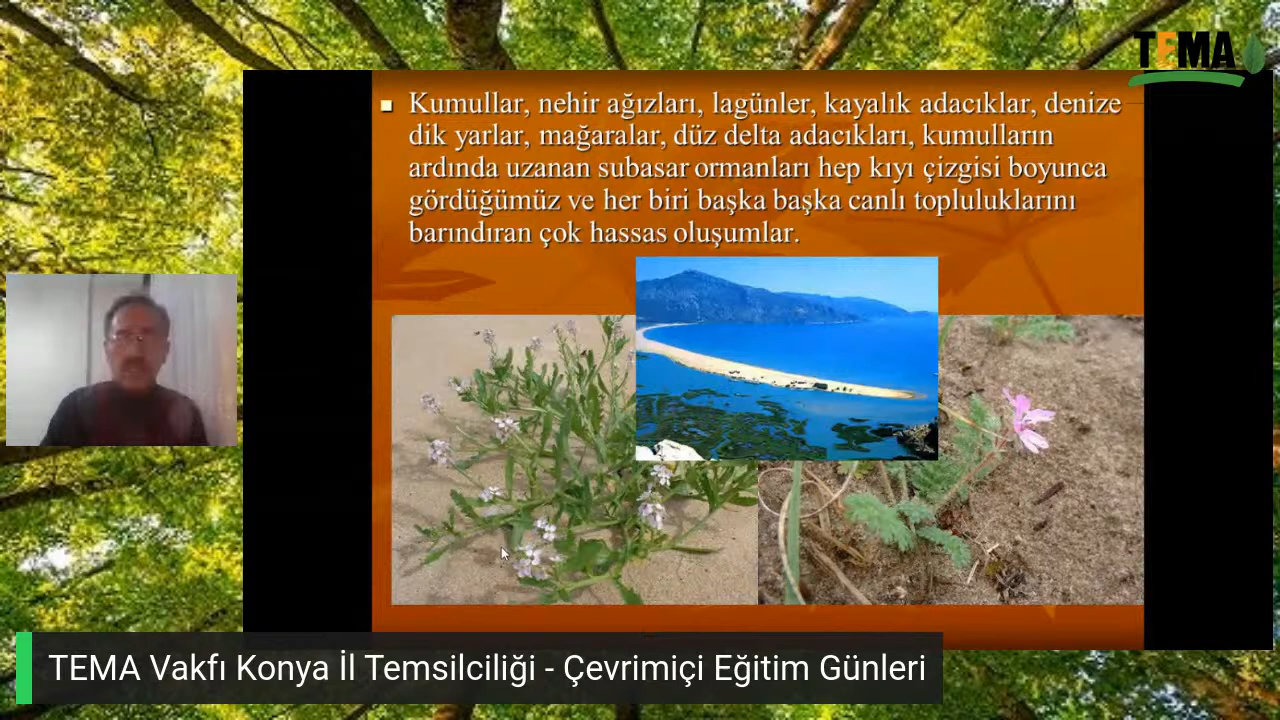 TEMA
Kumullar, nehir ağızları, lagünler, kayalık adacıklar, denize
dik yarlar, mağaralar, düz delta adacıkları, kumulların
ardında uzanan subasar ormanları hep kıyı çizgisi boyunca
gördüğümüz ve her biri başka başka canlı topluluklarını
barındıran çok hassas oluşumlar.
TEMA Vakfı Konya İl Temsilciliği - Çevrimiçi Eğitim Günleri